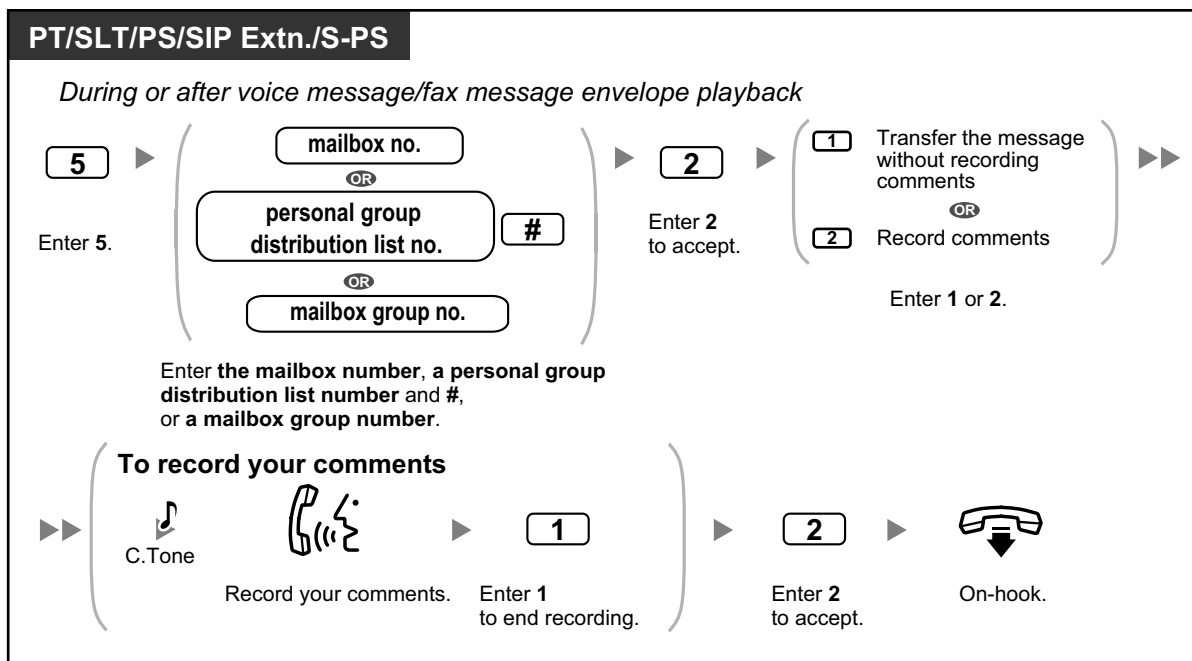 PT/SLT/PS/SIP Extn./S-PS
During or after voice message/fax message envelope playback
5
Enter 5.
mailbox no.
OR
personal group
distribution list no.
#
OR
mailbox group no.
Enter the mailbox number, a personal group
distribution list number and #,
or a mailbox group number.
2
Enter 2
to accept.
1 Transfer the message
without recording
comments
OR
2 Record comments
Enter 1 or 2.
To record your comments
C.Tone
Record your comments.
1
Enter 1
to end recording.
2
Enter 2
to accept.
On-hook.